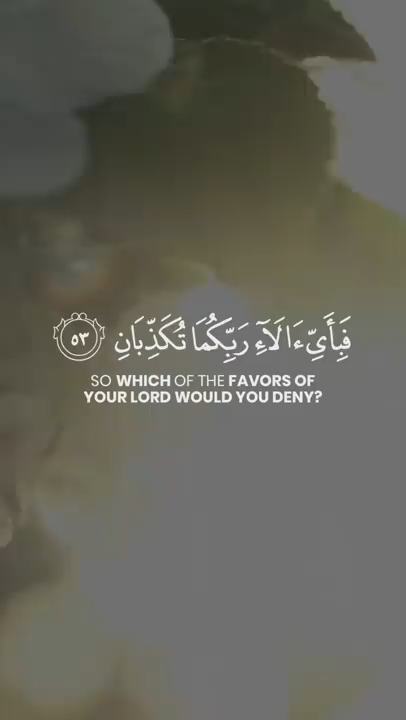 فَبِأَيِّ ءَالَآءِ رَبِّكُمَا تُكَذِّبَانِ ٥٣
SO WHICH OF THE FAVORS OF
YOUR LORD WOULD YOU DENY?